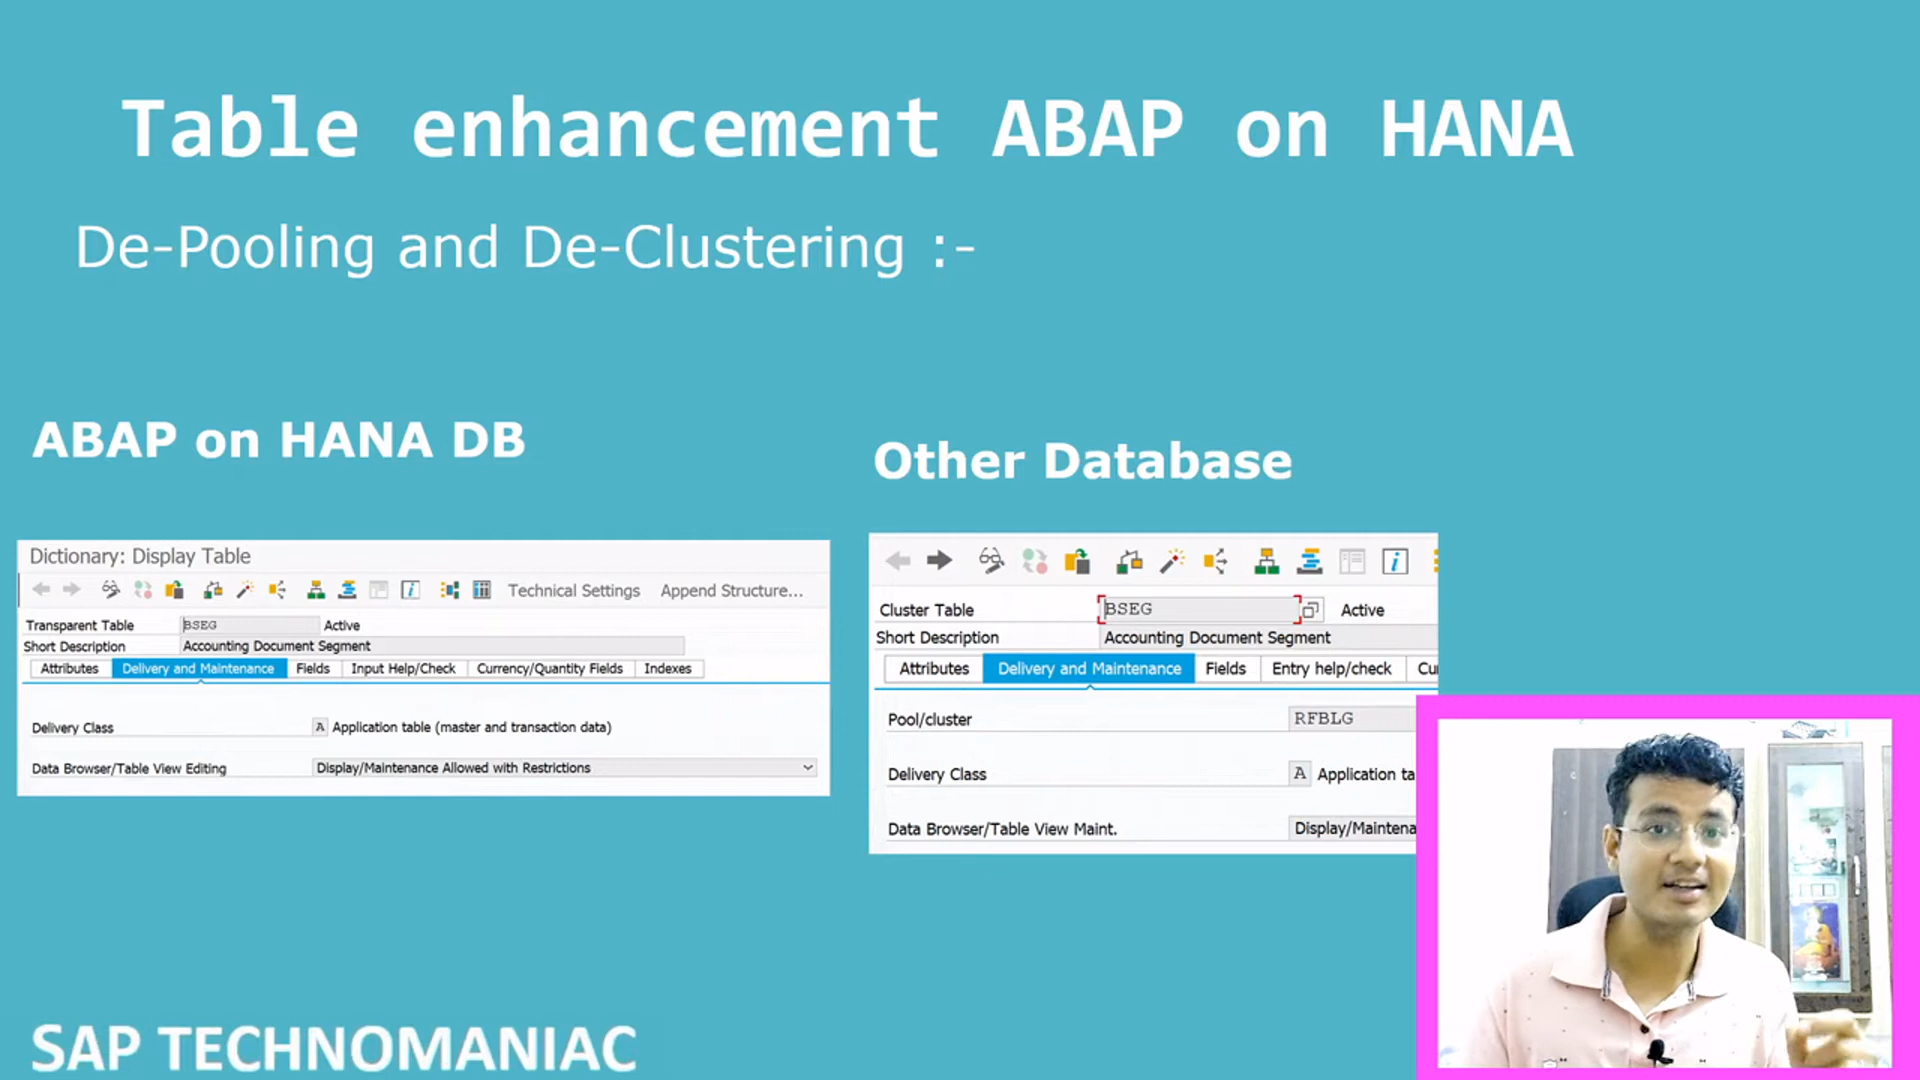 Table enhancement ABAP on HANA
De-Pooling and De-Clustering :-
ABAP on HANA DB
Other Database
Dictionary: Display Table
Technical Settings Append Structure...
Transparent Table BSEG Active
Short Description Accounting Document Segment
Attributes Delivery and Maintenance Fields Input Help/Check Currency/Quantity Fields Indexes
Delivery Class A Application table (master and transaction data)
Data Browser/Table View Editing Display/Maintenance Allowed with Restrictions
Cluster Table BSEG Active
Short Description Accounting Document Segment
Attributes Delivery and Maintenance Fields Entry help/check Cu
Pool/cluster RFBLG
Delivery Class A Application ta
Data Browser/Table View Maint. Display/Maintena
SAP TECHNOMANIAC